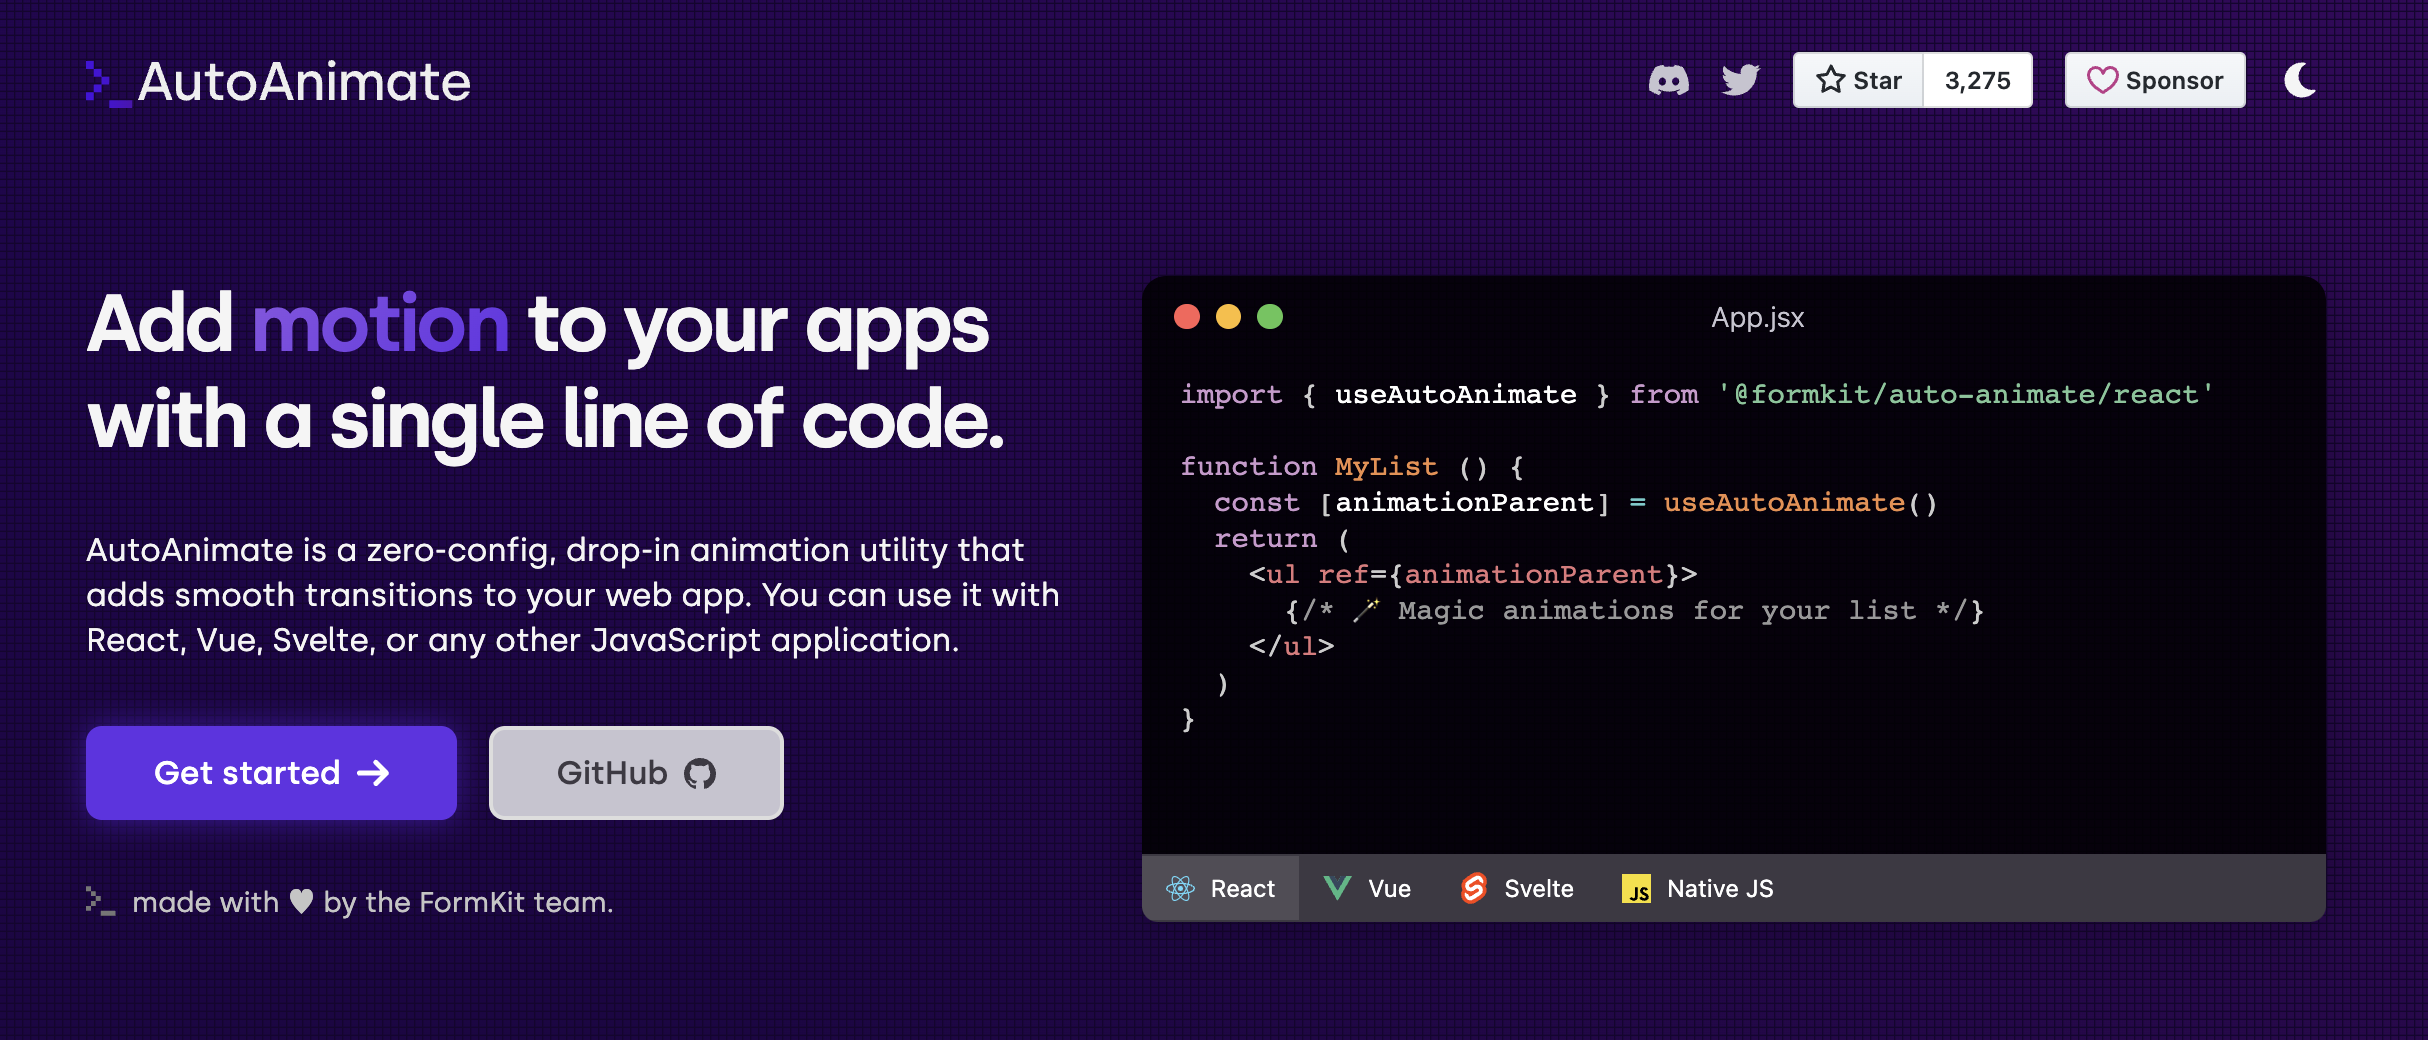 AutoAnimate
Star
3,275
Sponsor
Add motion to your apps
with a single line of code.
AutoAnimate is a zero-config, drop-in animation utility that
adds smooth transitions to your web app. You can use it with
React, Vue, Svelte, or any other JavaScript application.
Get started →
GitHub
made with ♥ by the FormKit team.
App.jsx
import { useAutoAnimate } from '@formkit/auto-animate/react'
function MyList () {
  const [animationParent] = useAutoAnimate()
  return (
    <ul ref={animationParent}>
      {/* 🪄 Magic animations for your list */}
    </ul>
  )
}
React
Vue
Svelte
JS
Native JS